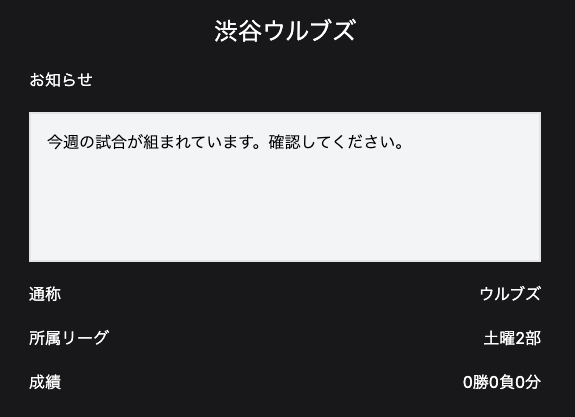 渋谷ウルブズ
お知らせ
今週の試合が組まれています。確認してください。
通称 ウルブズ
所属リーグ 土曜2部
成績 0勝0負0分